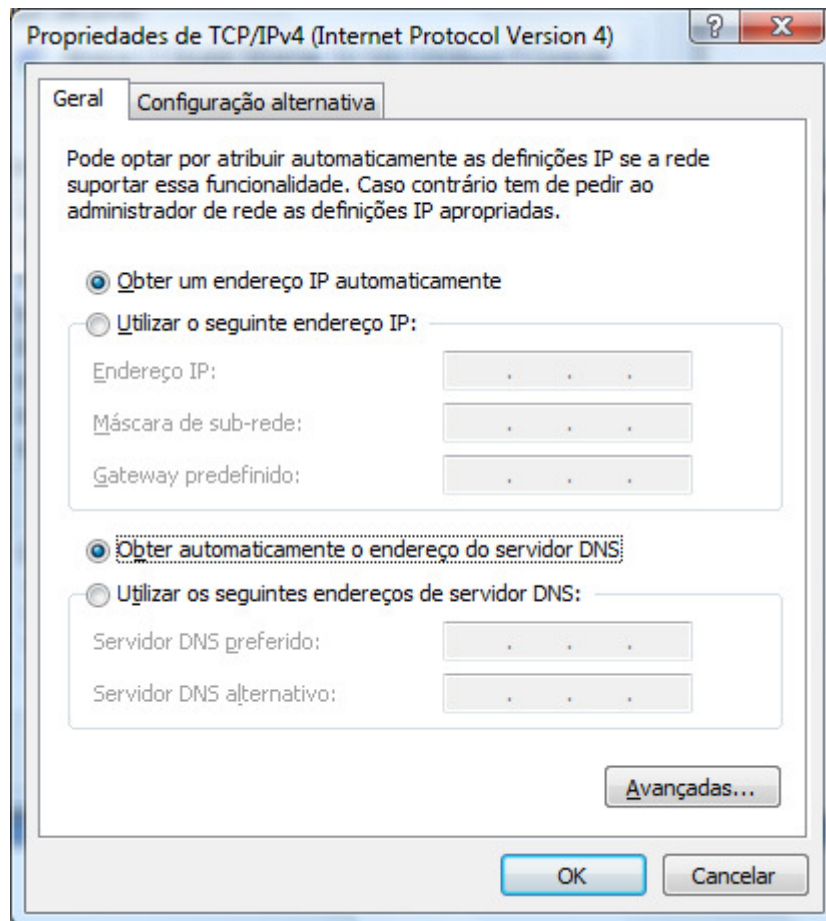 Propriedades de TCP/IPv4 (Internet Protocol Version 4)
Geral
Configuração alternativa
Pode optar por atribuir automaticamente as definições IP se a rede
suportar essa funcionalidade. Caso contrário tem de pedir ao
administrador de rede as definições IP apropriadas.
Obter um endereço IP automaticamente
Utilizar o seguinte endereço IP:
Endereço IP:
Máscara de sub-rede:
Gateway predefinido:
Obter automaticamente o endereço do servidor DNS
Utilizar os seguintes endereços de servidor DNS:
Servidor DNS preferido:
Servidor DNS alternativo:
Avançadas...
OK
Cancelar